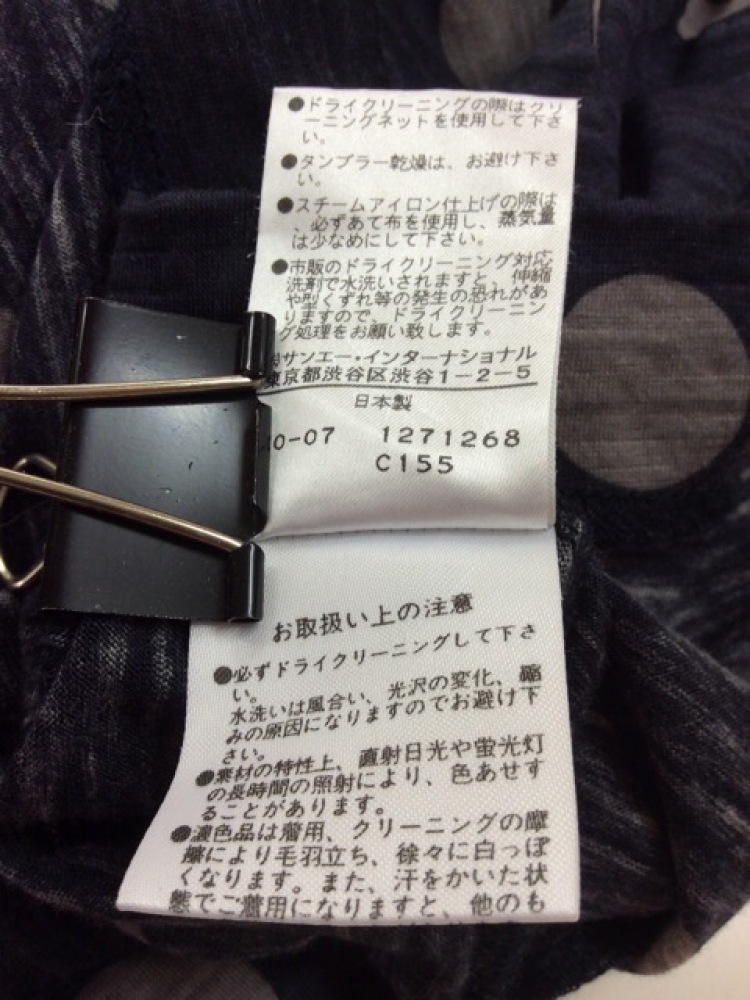 ●ドライクリーニングの際はクリ
ーニングネットを使用して下さ
い。
●タンブラー乾燥は、お避け下さ
い。
●スチームアイロン仕上げの際は
、必ずあて布を使用し、蒸気量
は少なめにして下さい。
●市販のドライクリーニング対応
洗剤で水洗いされますと、伸縮
や型くずれ等の発生の恐れがあ
りますので、ドライクリーニン
グ処理をお願い致します。
サンエー・インターナショナル
東京都渋谷区渋谷1-2-5
日本製
0-07 1271268
C155
お取扱い上の注意
●必ずドライクリーニングして下さ
い。
水洗いは風合い、光沢の変化、縮
みの原因になりますのでお避け下
さい。
●素材の特性上、直射日光や蛍光灯
の長時間の照射により、色あせす
ることがあります。
●濃色品は着用、クリーニングの摩
擦により毛羽立ち、徐々に白っぽ
くなります。また、汗をかいた状
態でご着用になりますと、他のも